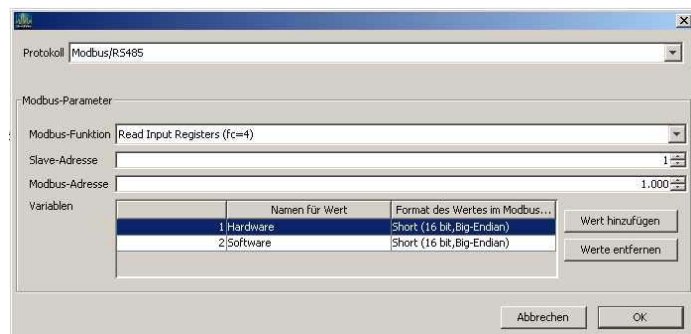 Protokoll Modbus/RS485
Modbus-Parameter
Modbus-Funktion Read Input Registers (fc=4)
Slave-Adresse 1
Modbus-Adresse 1.000
Variablen
Namen für Wert Format des Wertes im Modbus...
1 Hardware Short (16 bit,Big-Endian)
2 Software Short (16 bit,Big-Endian)
Wert hinzufügen
Werte entfernen
Abbrechen OK